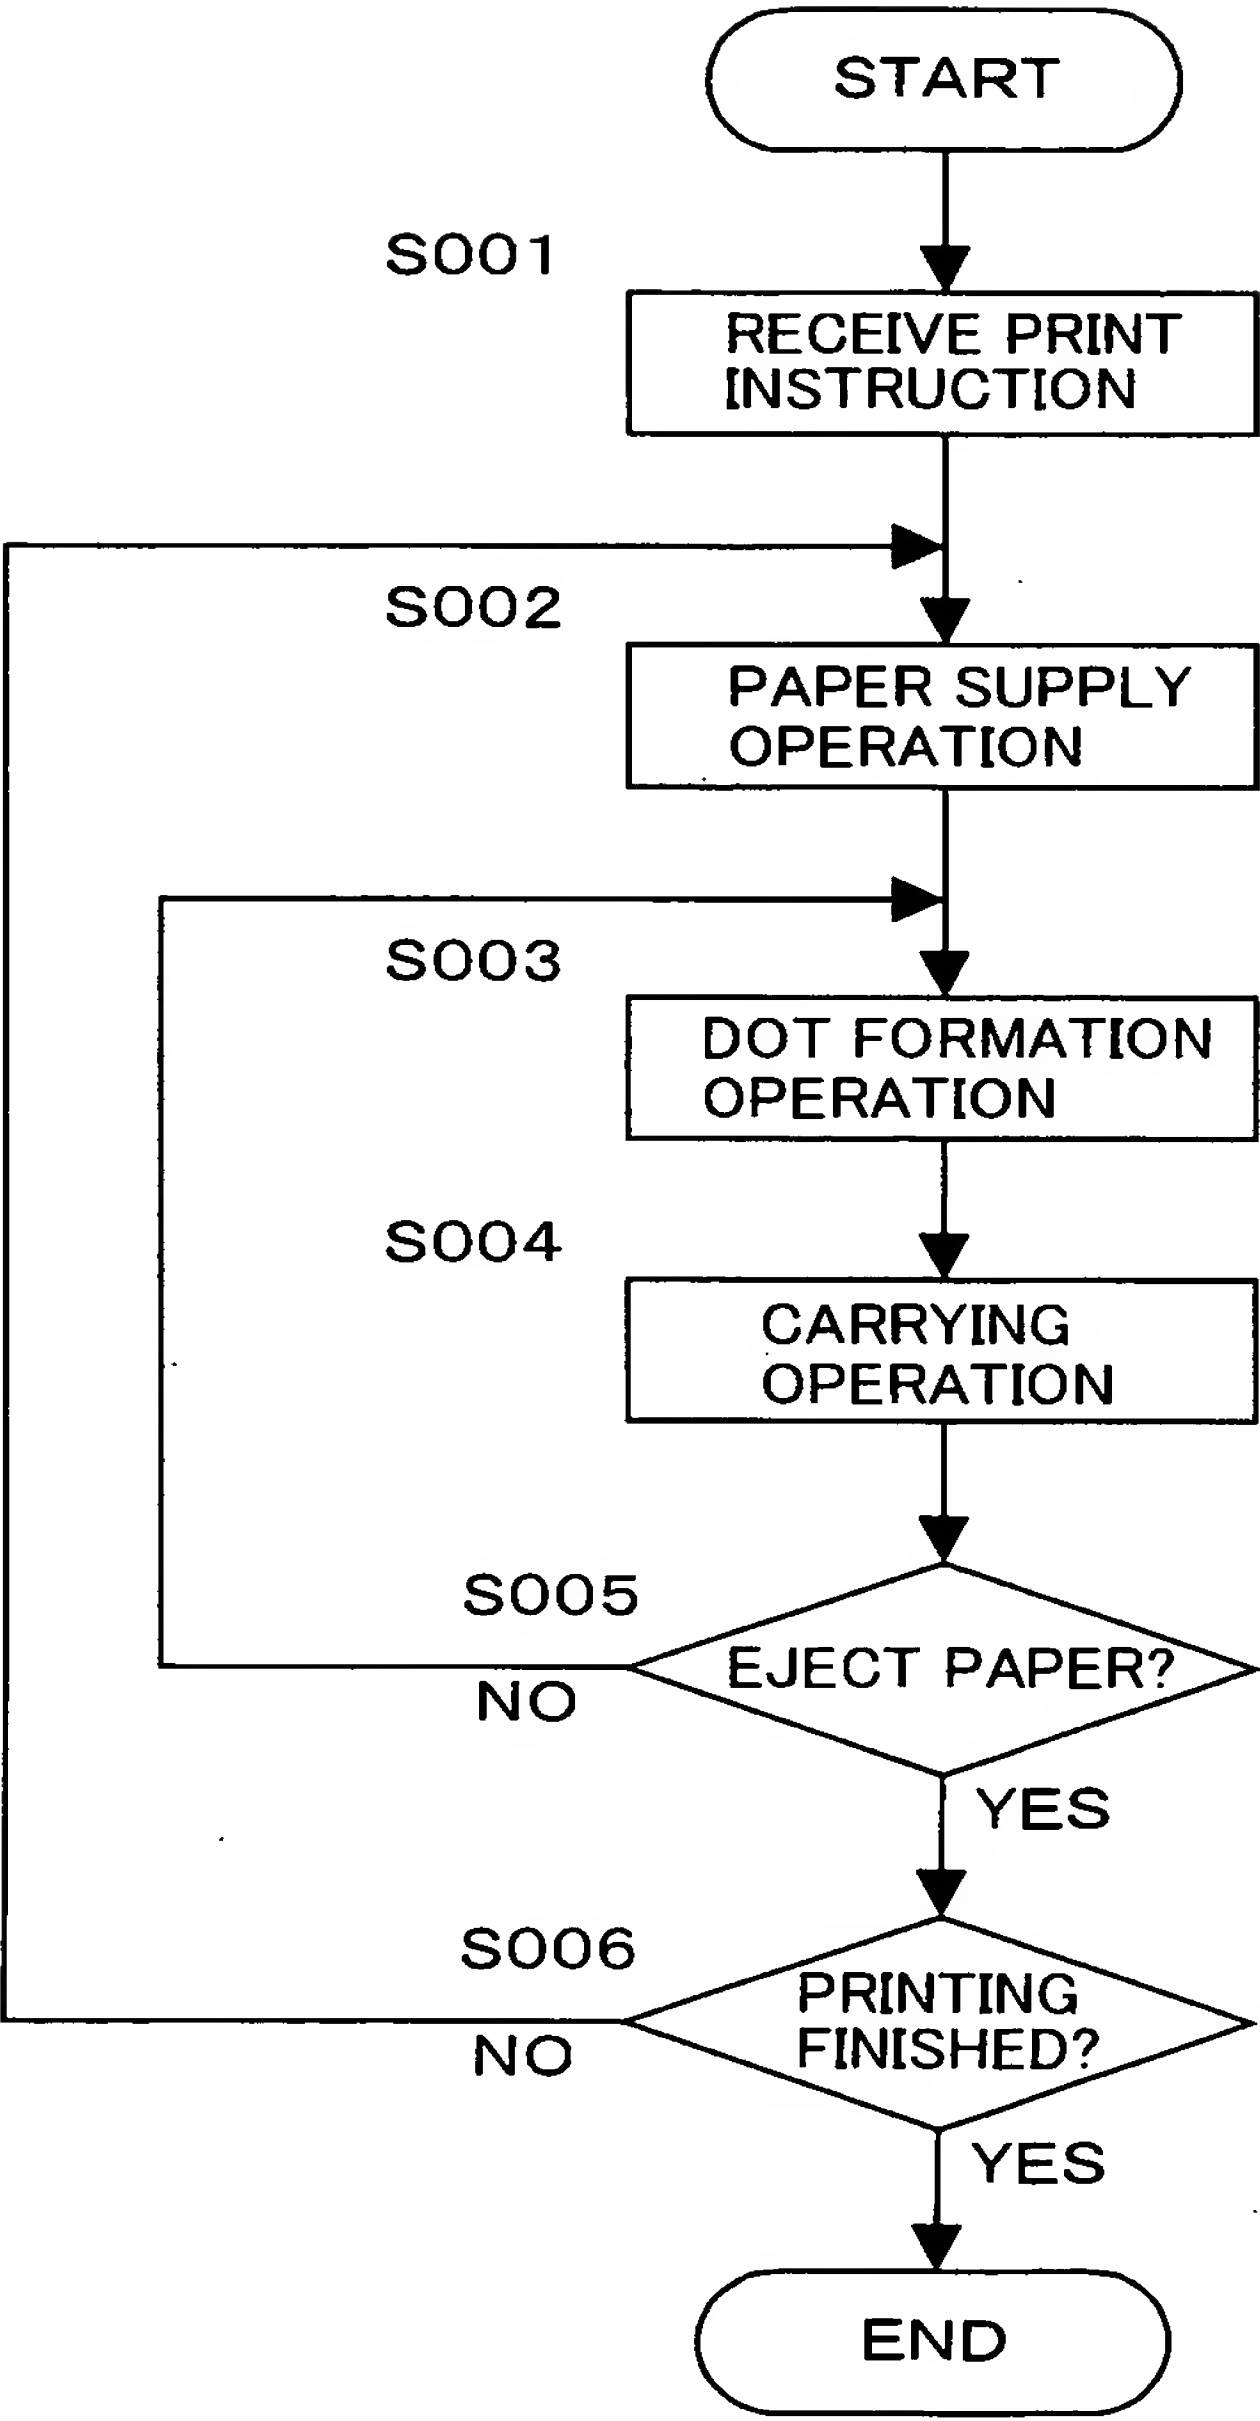 START
S001
RECEIVE PRINT
INSTRUCTION
S002
PAPER SUPPLY
OPERATION
S003
DOT FORMATION
OPERATION
S004
CARRYING
OPERATION
S005
EJECT PAPER?
NO
YES
S006
PRINTING
FINISHED?
NO
YES
END